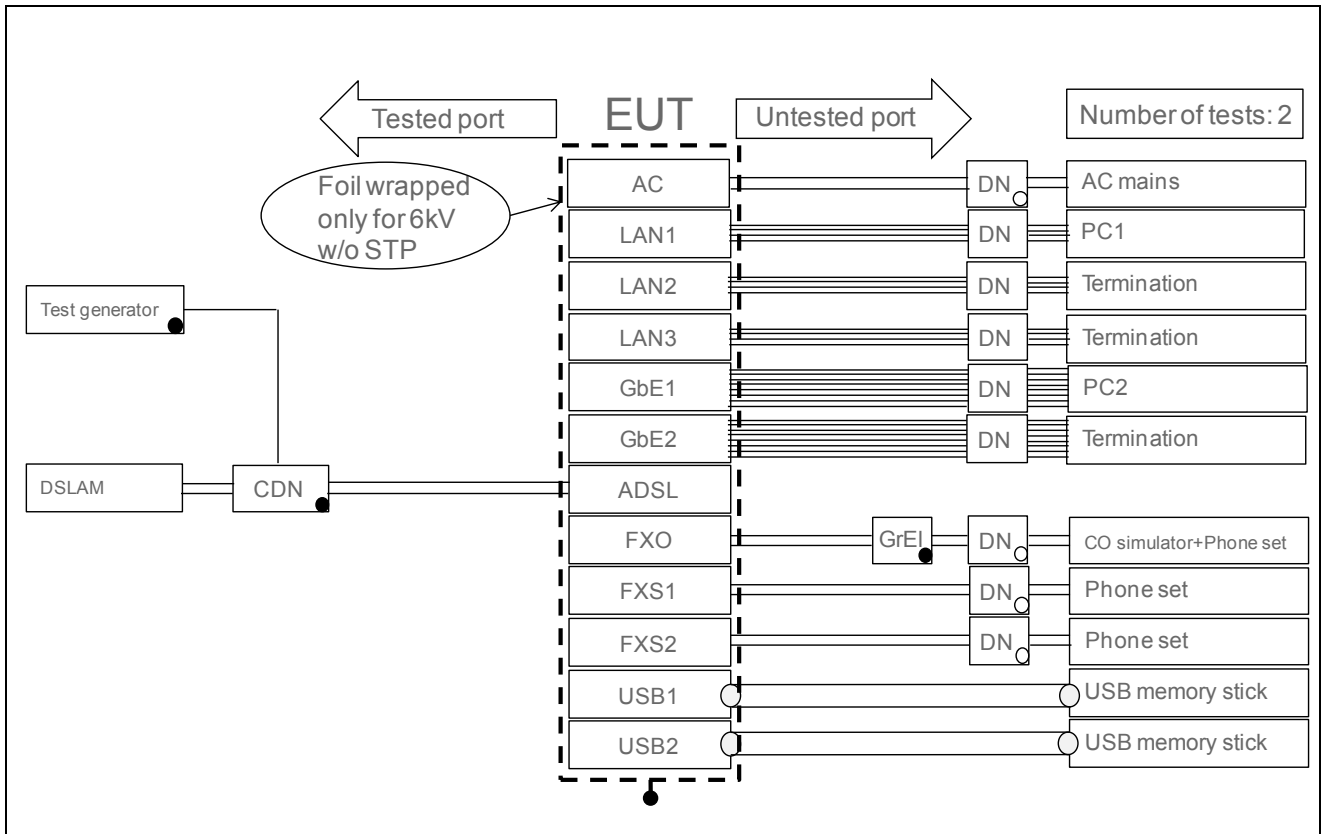 Tested port
EUT
Untested port
Number of tests: 2
Foil wrapped
only for 6kV
w/o STP
AC
DN
AC mains
LAN1
DN
PC1
LAN2
DN
Termination
Test generator
LAN3
DN
Termination
GbE1
DN
PC2
GbE2
DN
Termination
DSLAM
CDN
ADSL
FXO
GrEl
DN
CO simulator+Phone set
FXS1
DN
Phone set
FXS2
DN
Phone set
USB1
USB memory stick
USB2
USB memory stick